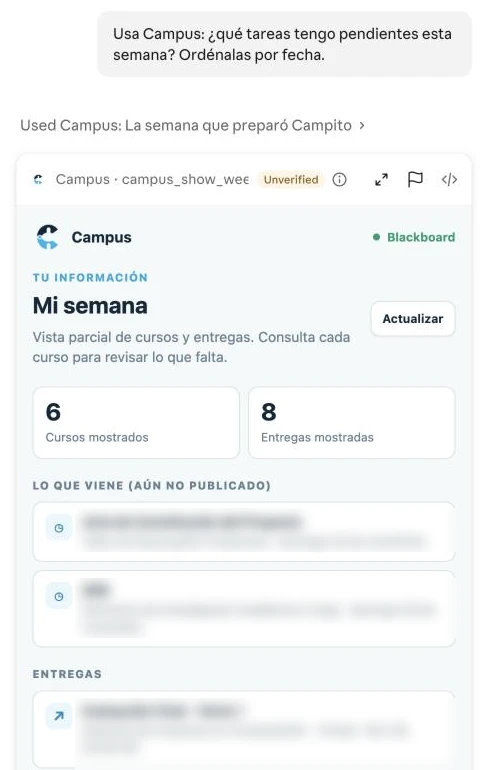 Usa Campus: ¿qué tareas tengo pendientes esta
semana? Ordénalas por fecha.
Used Campus: La semana que preparó Campito
Campus · campus_show_wee Unverified
Campus
Blackboard
TU INFORMACIÓN
Mi semana
Actualizar
Vista parcial de cursos y entregas. Consulta cada
curso para revisar lo que falta.
6
Cursos mostrados
8
Entregas mostradas
LO QUE VIENE (AÚN NO PUBLICADO)
ENTREGAS